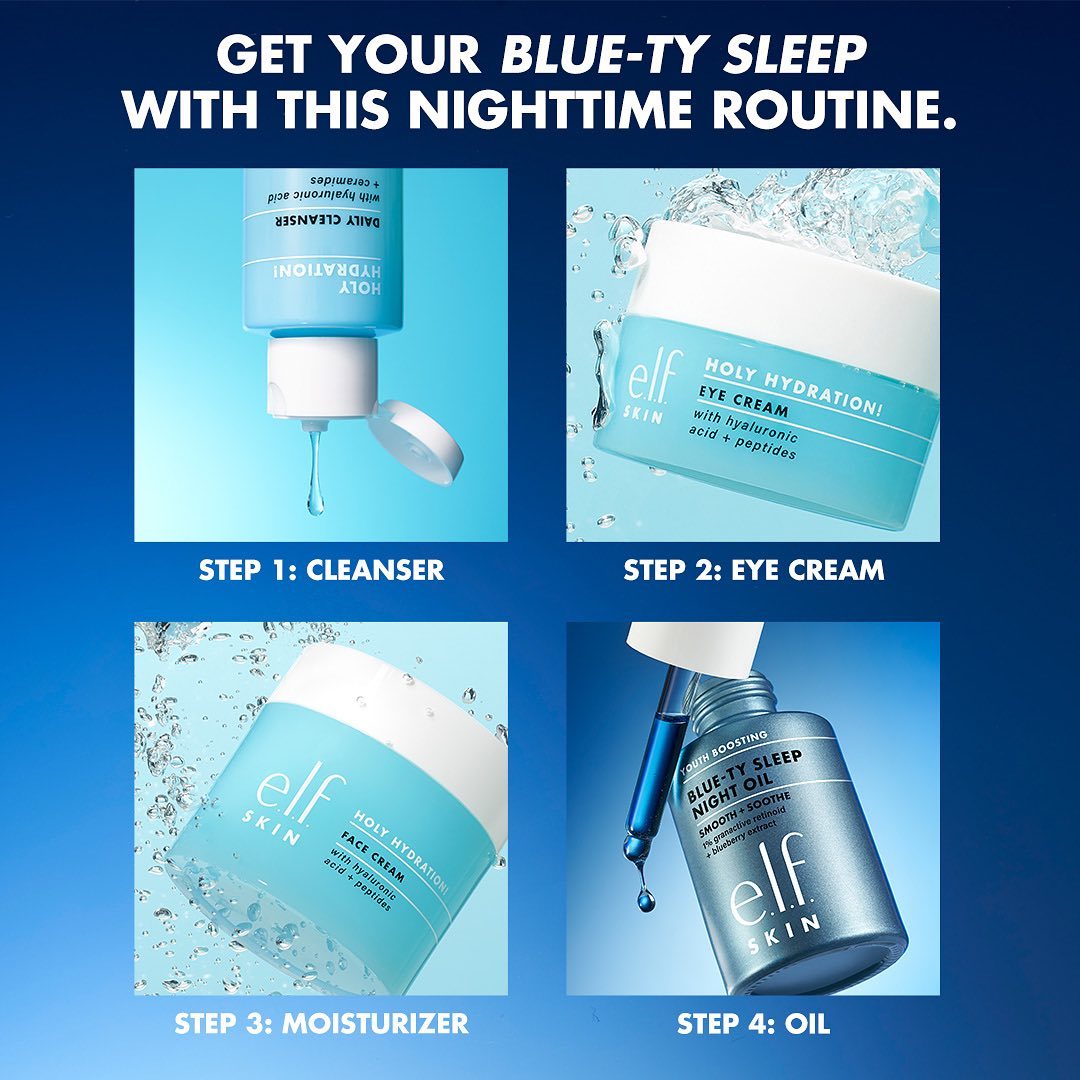 GET YOUR BLUE-TY SLEEP
WITH THIS NIGHTTIME ROUTINE.
HOLY
HYDRATION!
DAILY CLEANSER
with hyaluronic acid
+ ceramides
STEP 1: CLEANSER
e.l.f.
SKIN
HOLY HYDRATION!
EYE CREAM
with hyaluronic
acid + peptides
STEP 2: EYE CREAM
e.l.f
SKIN
HOLY HYDRATION!
FACE CREAM
with hyaluronic
acid + peptides
STEP 3: MOISTURIZER
YOUTH BOOSTING
BLUE-TY SLEEP
NIGHT OIL
SMOOTH + SOOTHE
1% granactive retinoid
+ blueberry extract
e.l.f.
SKIN
STEP 4: OIL